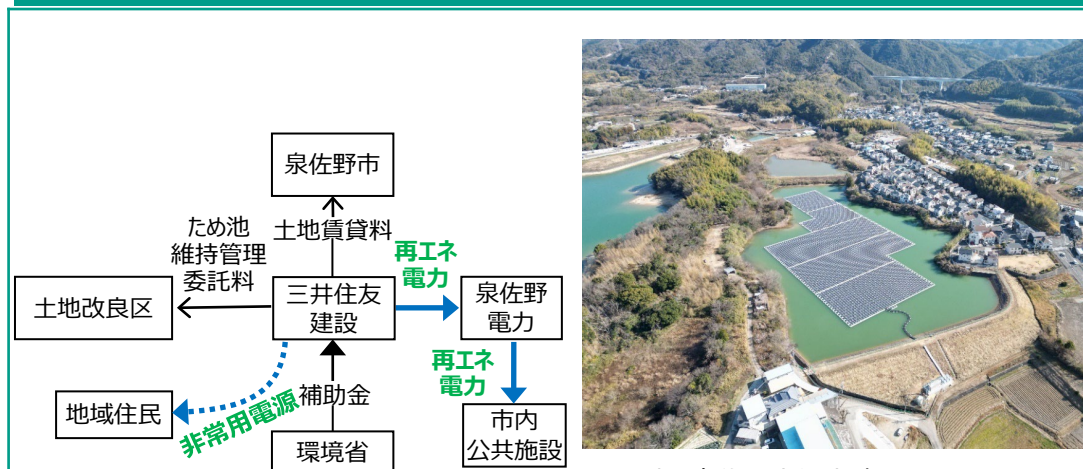 泉佐野市
ため池
維持管理
委託料
土地賃貸料
再エネ
電力
土地改良区
三井住友
建設
泉佐野
電力
再エネ
電力
地域住民
非常用電源
補助金
市内
公共施設
環境省